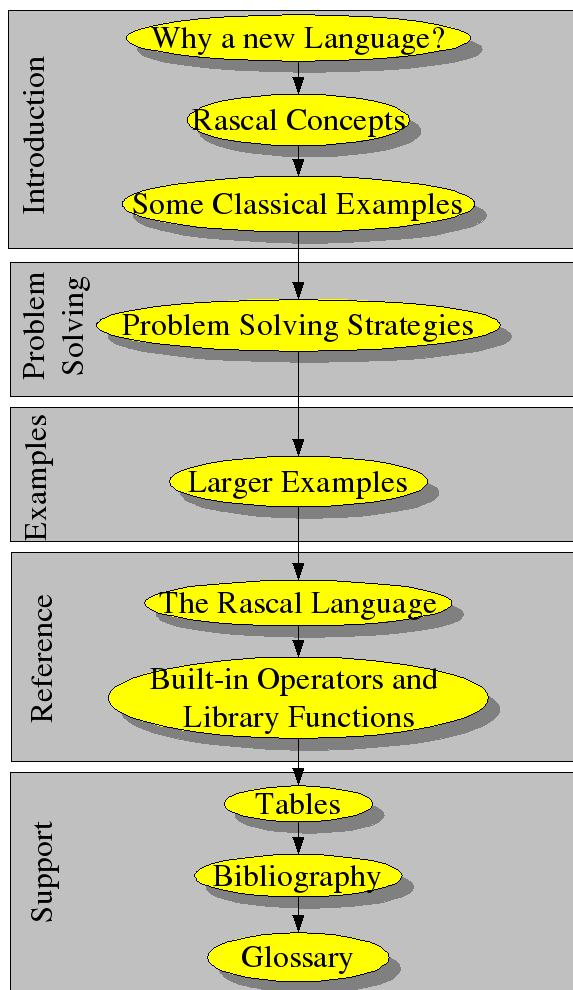 Introduction
Why a new Language?
Rascal Concepts
Some Classical Examples
Problem
Solving
Problem Solving Strategies
Examples
Larger Examples
Reference
The Rascal Language
Built-in Operators and
Library Functions
Support
Tables
Bibliography
Glossary